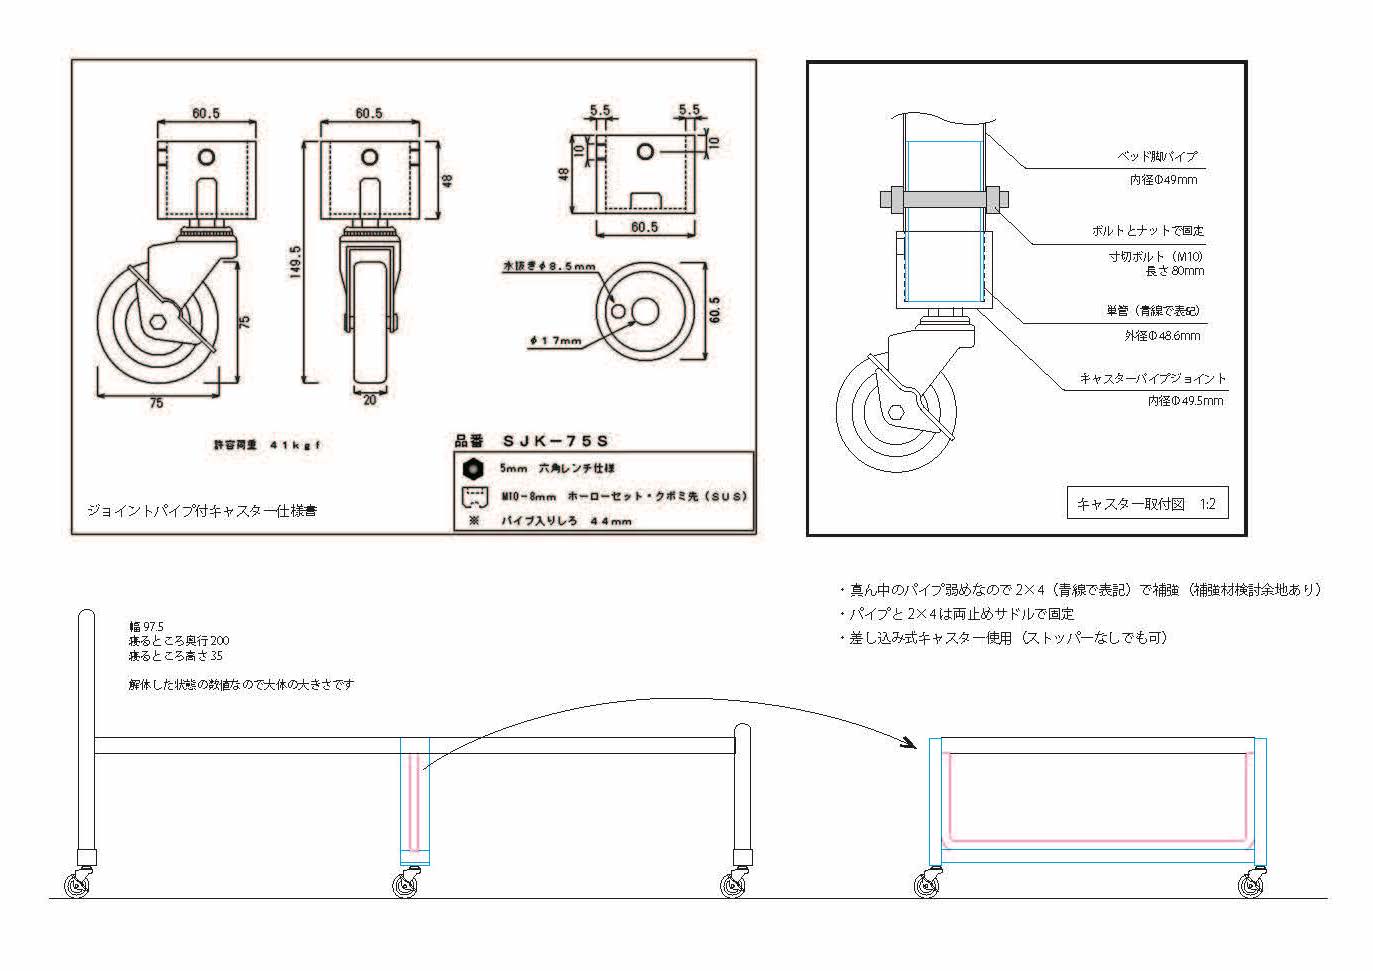 60.5
60.5
48
149.5
75
75
20
5.5
5.5
10
10
48
60.5
水抜きφ8.5mm
60.5
φ17mm
許容荷重 41kgf
品番 SJK-75S
5mm 六角レンチ仕様
M10-8mm ホーローセット・クボミ先(SUS)
※ パイプ入りしろ 44mm
ジョイントパイプ付キャスター仕様書
ベッド脚パイプ
内径Φ49mm
ボルトとナットで固定
寸切ボルト(M10)
長さ80mm
単管(青線で表記)
外径Φ48.6mm
キャスターパイプジョイント
内径Φ49.5mm
キャスター取付図 1:2
・真ん中のパイプ弱めなので2×4(青線で表記)で補強(補強材検討余地あり)
・パイプと2×4は両止めサドルで固定
・差し込み式キャスター使用(ストッパーなしでも可)
幅97.5
寝るところ奥行200
寝るところ高さ35
解体した状態の数値なので大体の大きさです